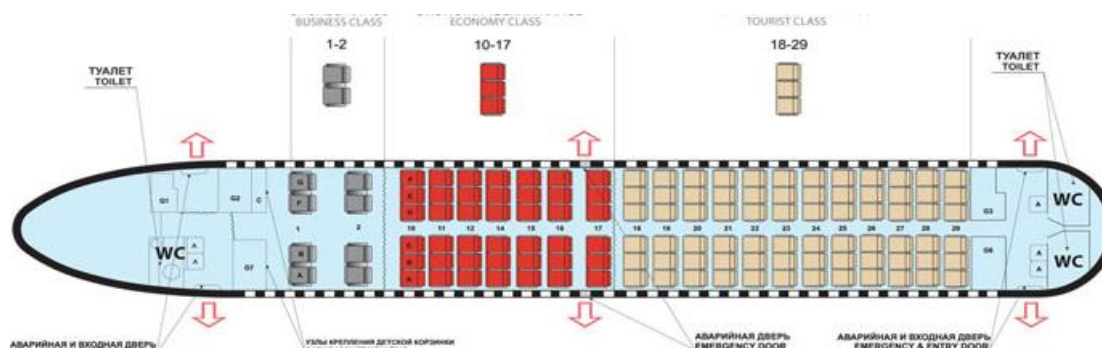 BUSINESS CLASS
ECONOMY CLASS
TOURIST CLASS
1-2
10-17
18-29
ТУАЛЕТ
TOILET
ТУАЛЕТ
TOILET
G1
G2
C
G
F
G3
A
WC
1
2
10
11
12
14
15
16
17
18
19
20
21
22
23
24
25
26
27
28
29
WC
A
A
G7
B
A
C
B
A
G6
A
A
WC
АВАРИЙНАЯ И ВХОДНАЯ ДВЕРЬ
УЗЛЫ КРЕПЛЕНИЯ ДЕТСКОЙ КОРЗИНКИ
АВАРИЙНАЯ ДВЕРЬ
EMERGENCY DOOR
АВАРИЙНАЯ И ВХОДНАЯ ДВЕРЬ
EMERGENCY & ENTRY DOOR